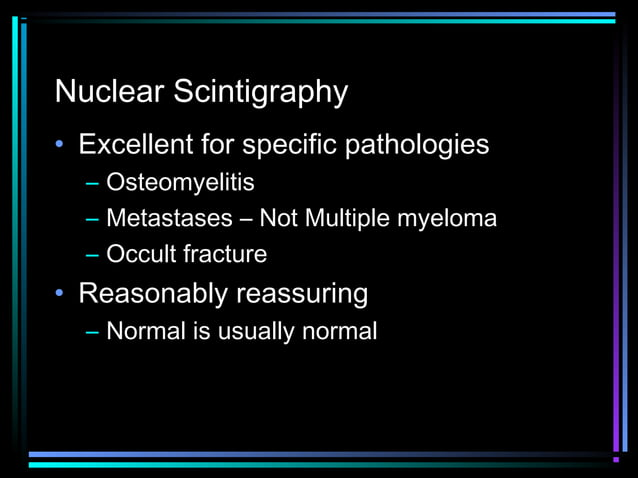 Nuclear Scintigraphy
• Excellent for specific pathologies
– Osteomyelitis
– Metastases – Not Multiple myeloma
– Occult fracture
• Reasonably reassuring
– Normal is usually normal